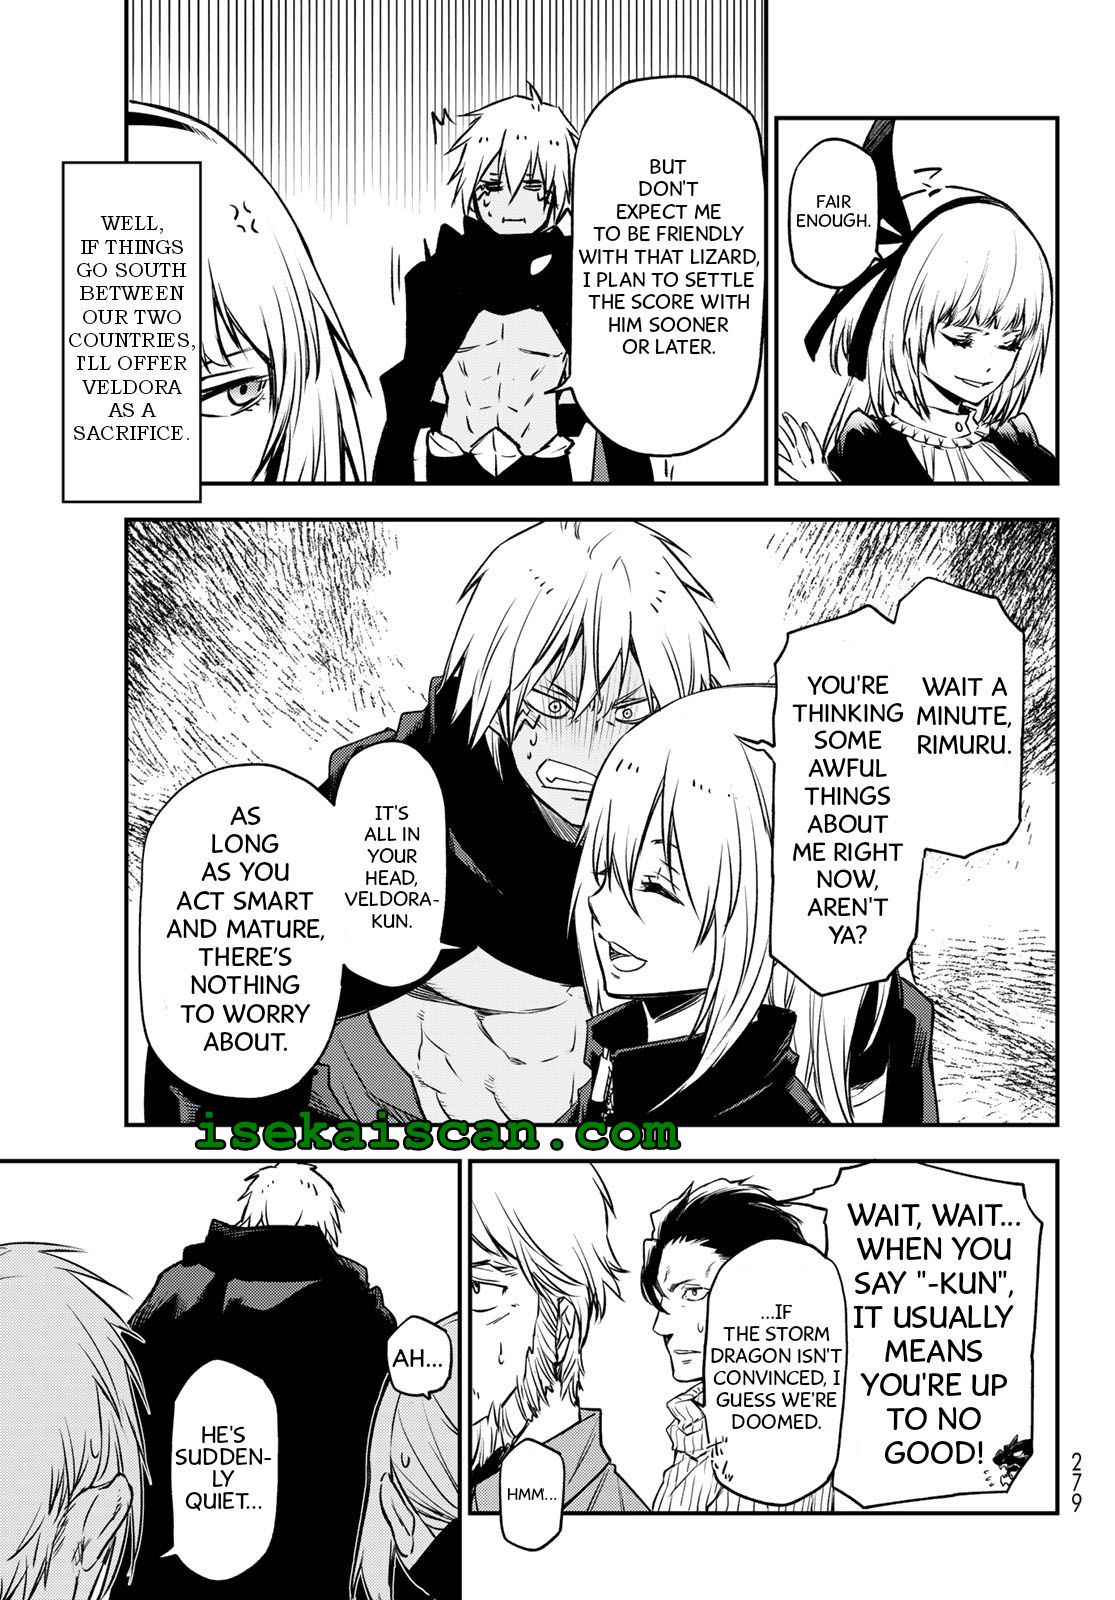 FAIR
ENOUGH.
BUT
DON'T
EXPECT ME
TO BE FRIENDLY
WITH THAT LIZARD,
I PLAN TO SETTLE
THE SCORE WITH
HIM SOONER
OR LATER.
WELL,
IF THINGS
GO SOUTH
BETWEEN
OUR TWO
COUNTRIES,
I'LL OFFER
VELDORA
AS A
SACRIFICE.
WAIT A
MINUTE,
RIMURU.
YOU'RE
THINKING
SOME
AWFUL
THINGS
ABOUT
ME RIGHT
NOW,
AREN'T
YA?
IT'S
ALL IN
YOUR
HEAD,
VELDORA-
KUN.
AS
LONG
AS YOU
ACT SMART
AND MATURE,
THERE'S
NOTHING
TO WORRY
ABOUT.
isekaiscan.com
WAIT, WAIT...
WHEN YOU
SAY "-KUN",
IT USUALLY
MEANS
YOU'RE UP
TO NO
GOOD!
...IF
THE STORM
DRAGON ISN'T
CONVINCED, I
GUESS WE'RE
DOOMED.
HMM...
AH...
HE'S
SUDDEN-
LY
QUIET...
279